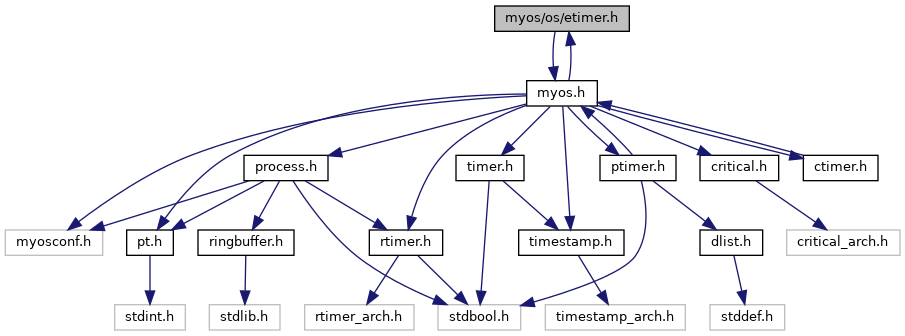 myos/os/etimer.h
myos.h
process.h
timer.h
ptimer.h
critical.h
ctimer.h
myosconf.h
pt.h
ringbuffer.h
rtimer.h
timestamp.h
dlist.h
critical_arch.h
stdint.h
stdlib.h
rtimer_arch.h
stdbool.h
timestamp_arch.h
stddef.h